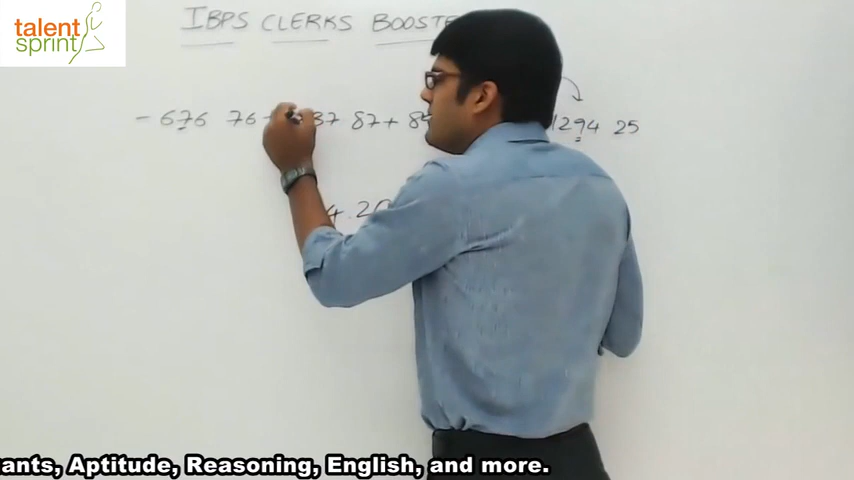 talent
sprint
IBPS CLERKS BOOSTE
- 676 76 37 87 + 1294 25
4.20
ants, Aptitude, Reasoning, English, and more.